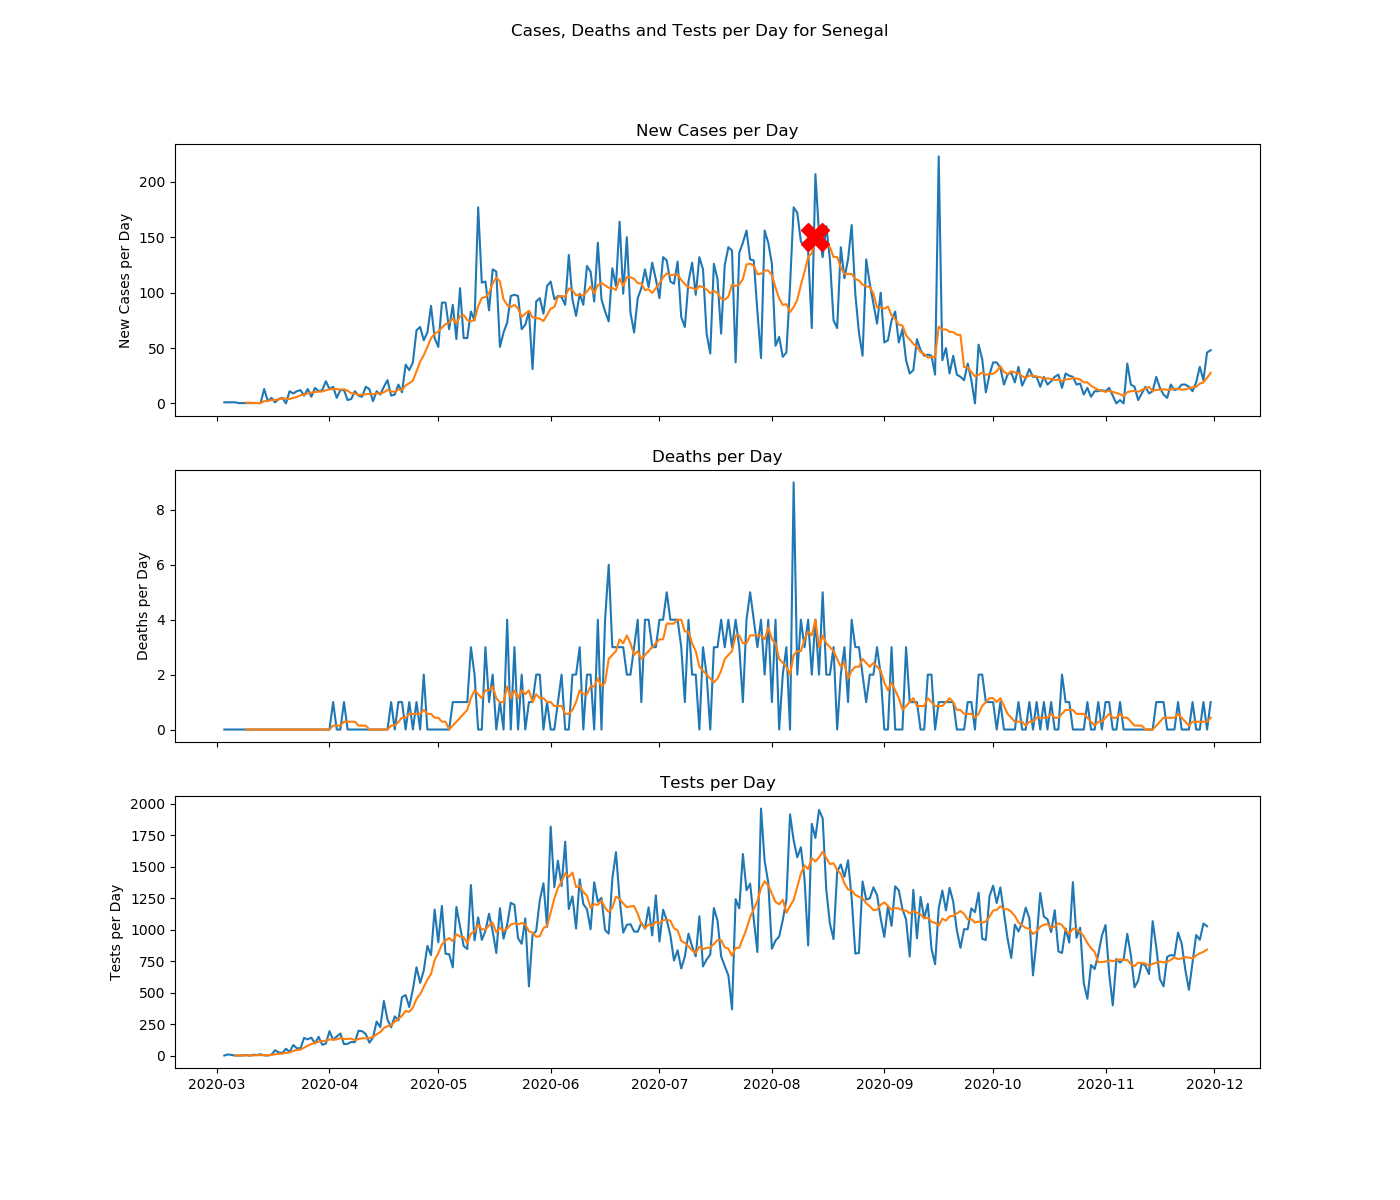 Cases, Deaths and Tests per Day for Senegal
New Cases per Day
New Cases per Day
200
150
100
50
0
Deaths per Day
Deaths per Day
8
6
4
2
0
Tests per Day
Tests per Day
2000
1750
1500
1250
1000
750
500
250
0
2020-03 2020-04 2020-05 2020-06 2020-07 2020-08 2020-09 2020-10 2020-11 2020-12